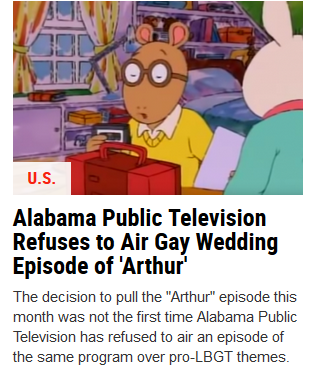 U.S.
Alabama Public Television
Refuses to Air Gay Wedding
Episode of 'Arthur'
The decision to pull the "Arthur" episode this
month was not the first time Alabama Public
Television has refused to air an episode of
the same program over pro-LBGT themes.